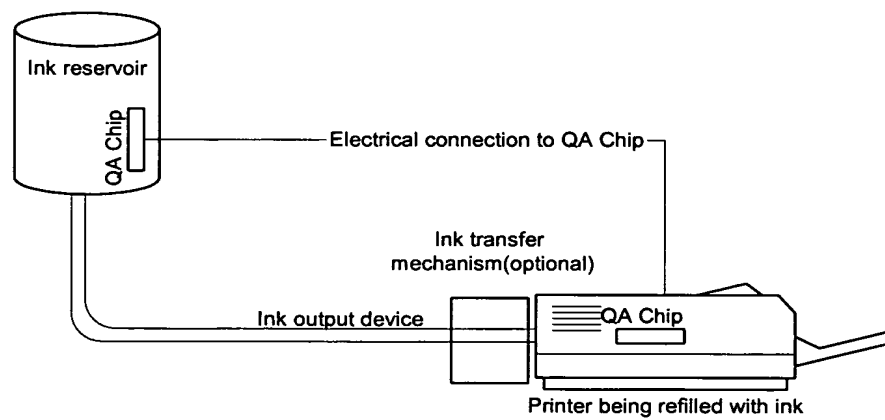 Ink reservoir
QA Chip
Electrical connection to QA Chip
Ink transfer
mechanism(optional)
Ink output device
QA Chip
Printer being refilled with ink